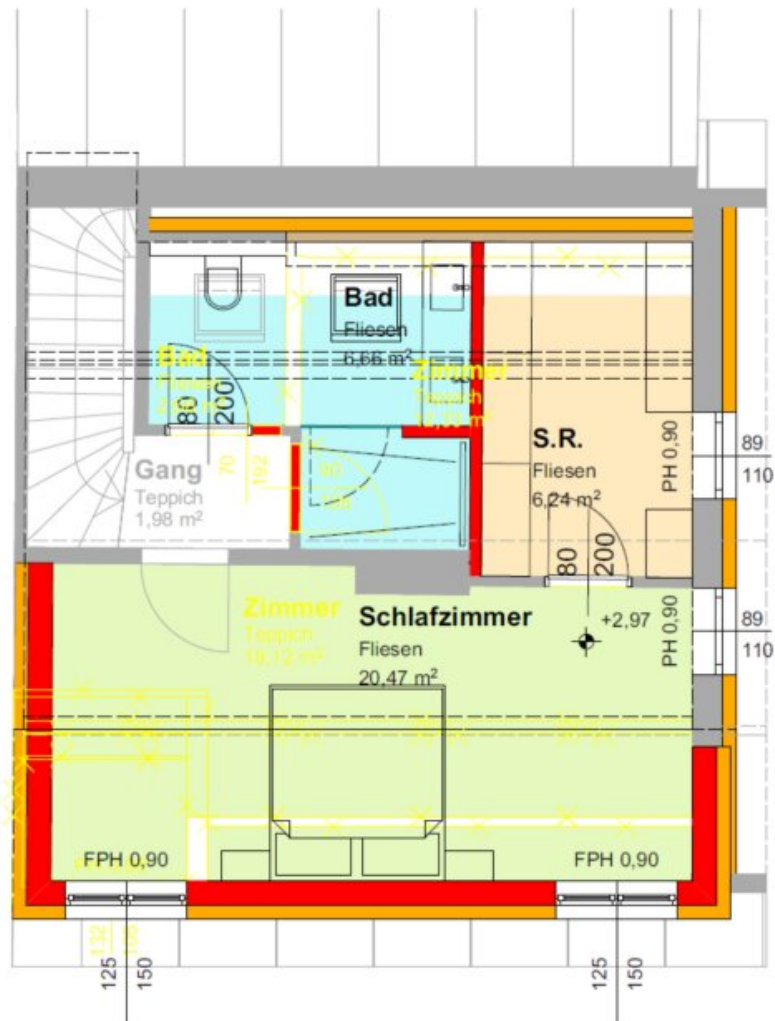 Bad
Fliesen
6,66 m²
Bad
Fliesen
Zimmer
Teppich
80
200
70
192
90
Gang
Teppich
1,98 m²
S.R.
Fliesen
6,24 m²
PH 0,90
89
110
80
200
Zimmer
Teppich
Schlafzimmer
Fliesen
20,47 m²
+2,97
PH 0,90
89
110
FPH 0,90
FPH 0,90
125
150
125
150